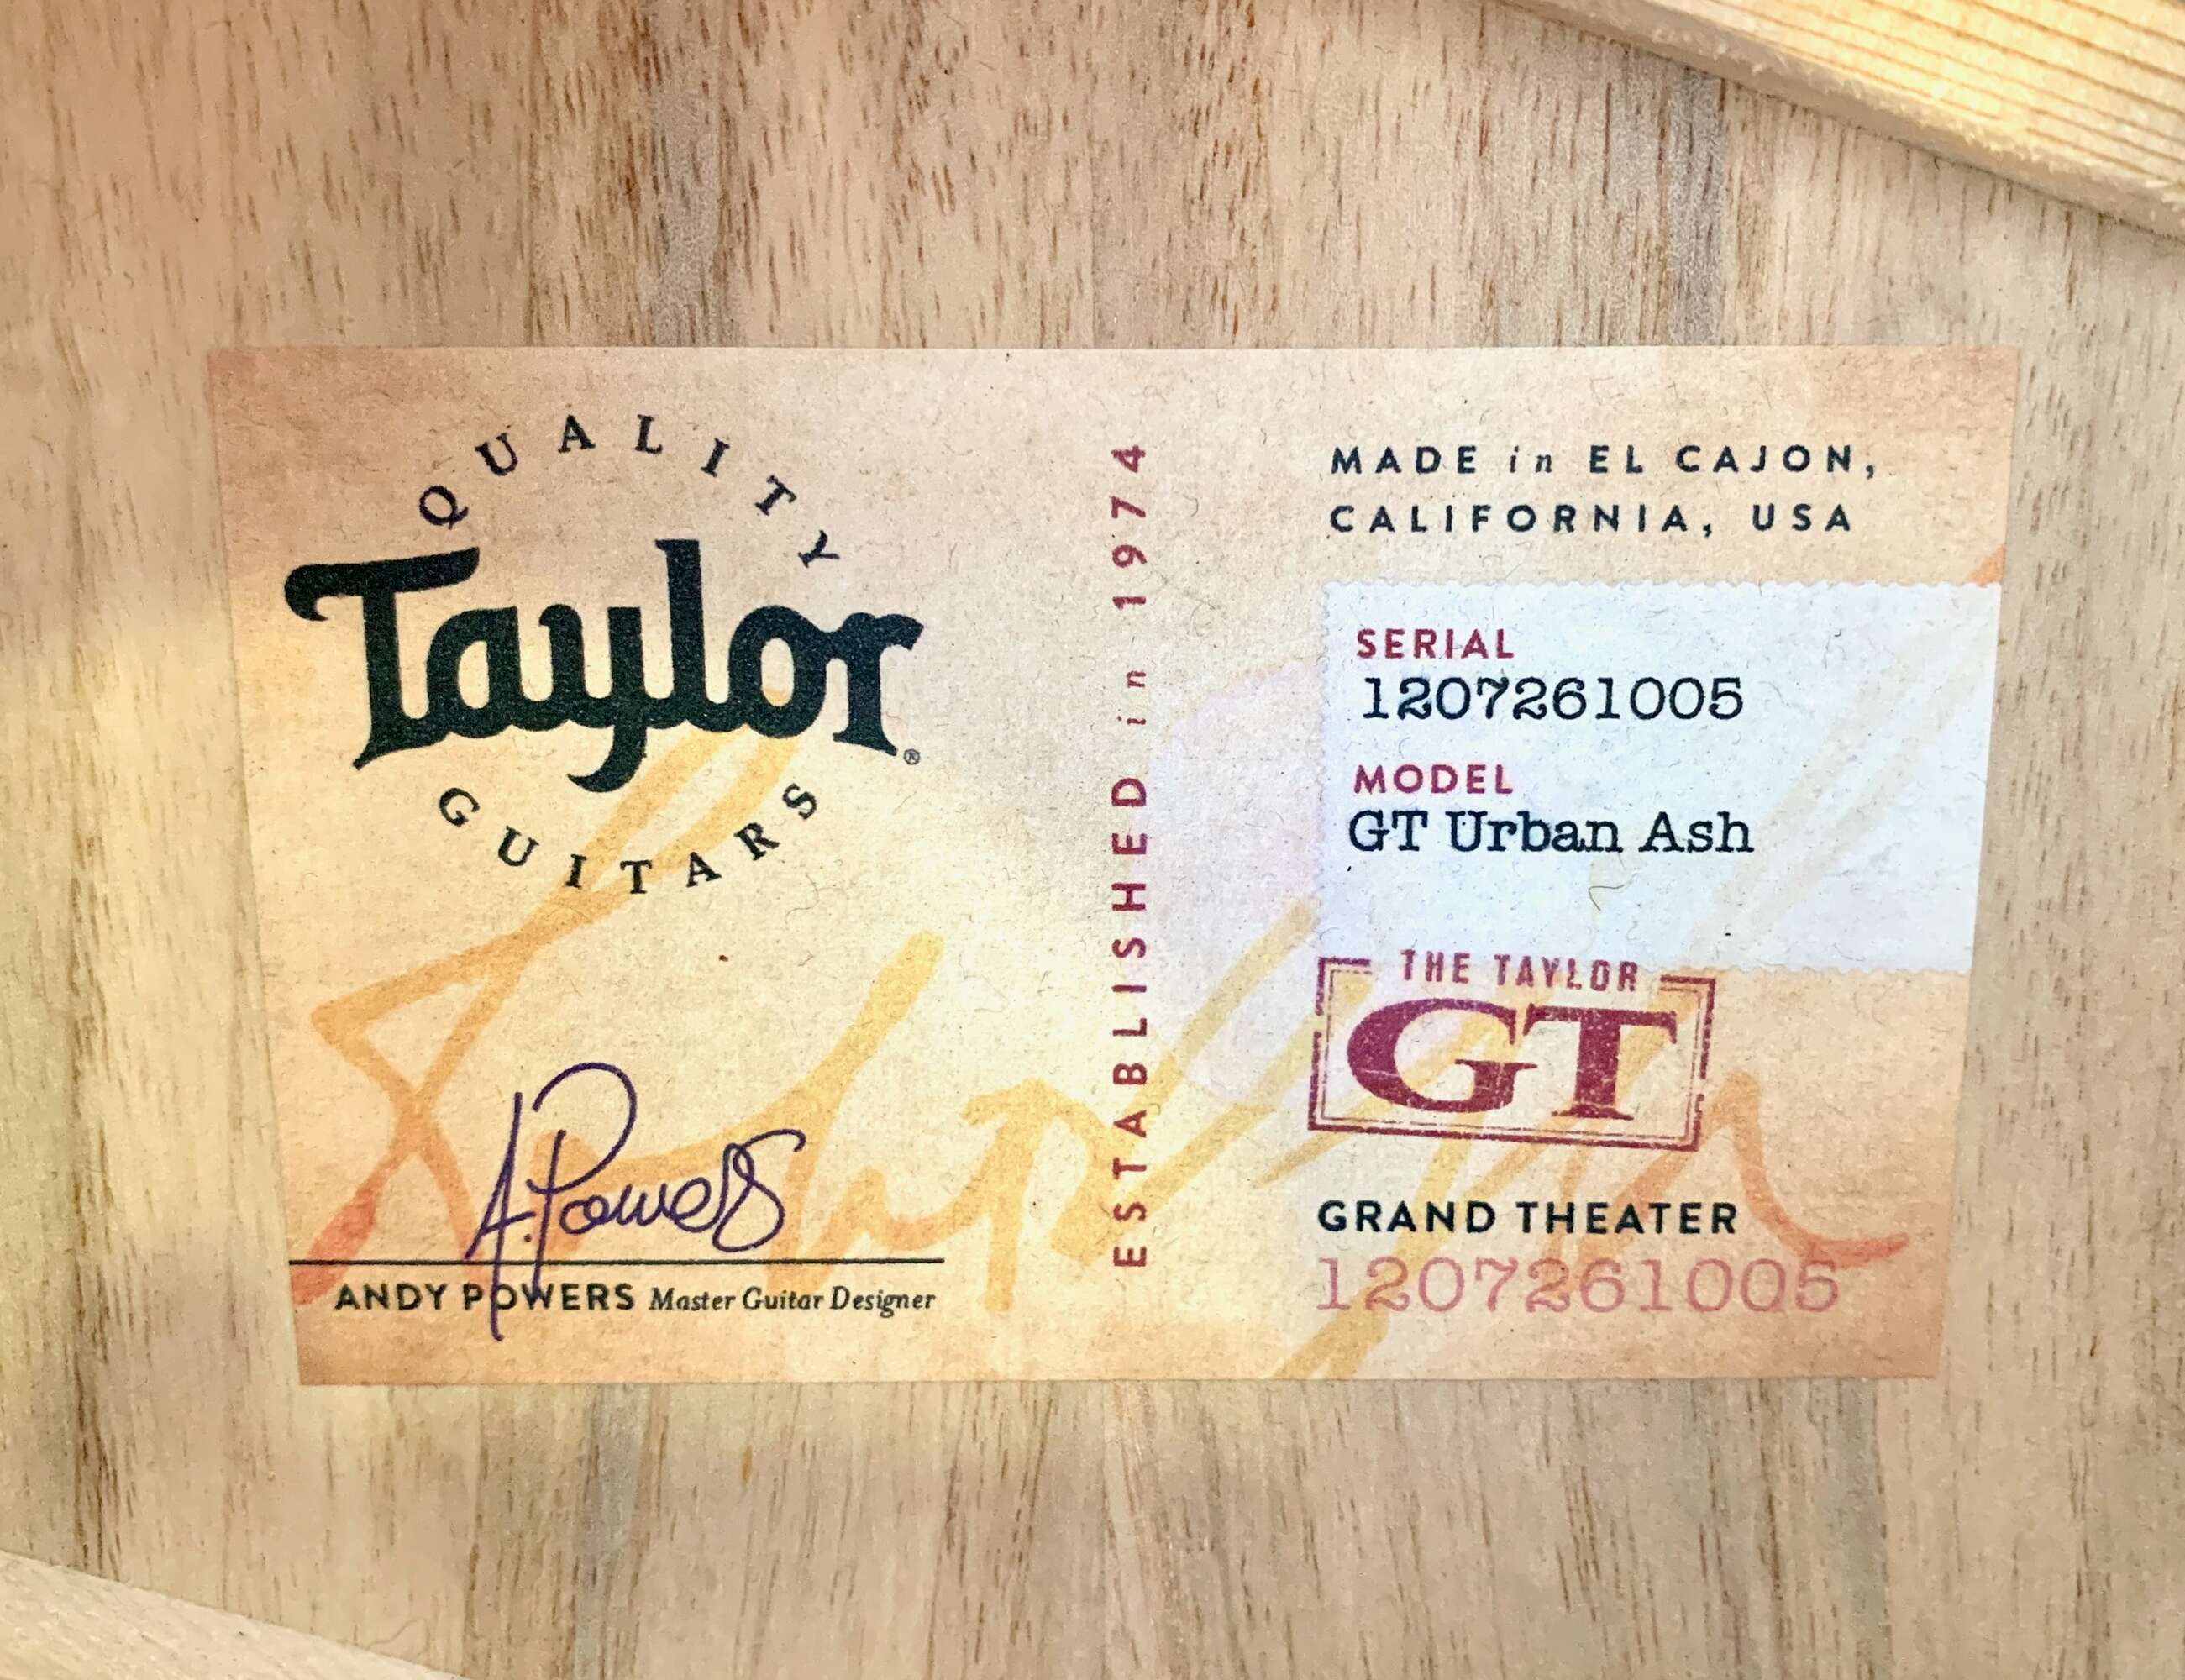 QUALITY
Taylor®
GUITARS
A. Powers
ANDY POWERS Master Guitar Designer
ESTABLISHED in 1974
MADE in EL CAJON,
CALIFORNIA, USA
SERIAL
1207261005
MODEL
GT Urban Ash
THE TAYLOR
GT
GRAND THEATER
1207261005